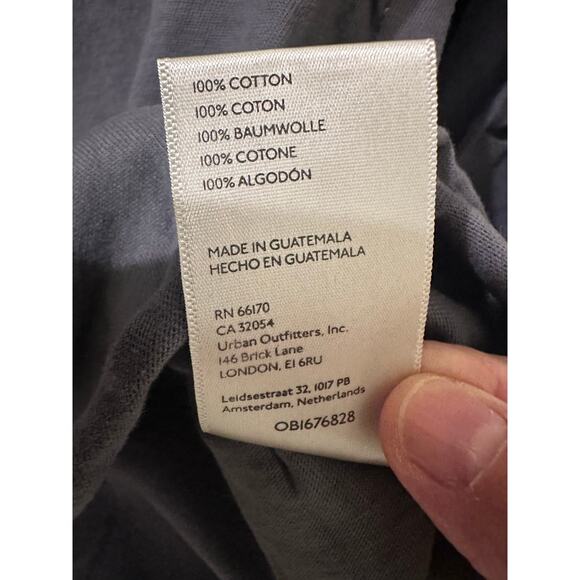 100% COTTON
100% COTON
100% BAUMWOLLE
100% COTONE
100% ALGODÓN
MADE IN GUATEMALA
HECHO EN GUATEMALA
RN 66170
CA 32054
Urban Outfitters, Inc.
146 Brick Lane
LONDON, E1 6RU
Leidsestraat 32, 1017 PB
Amsterdam, Netherlands
OB1676828